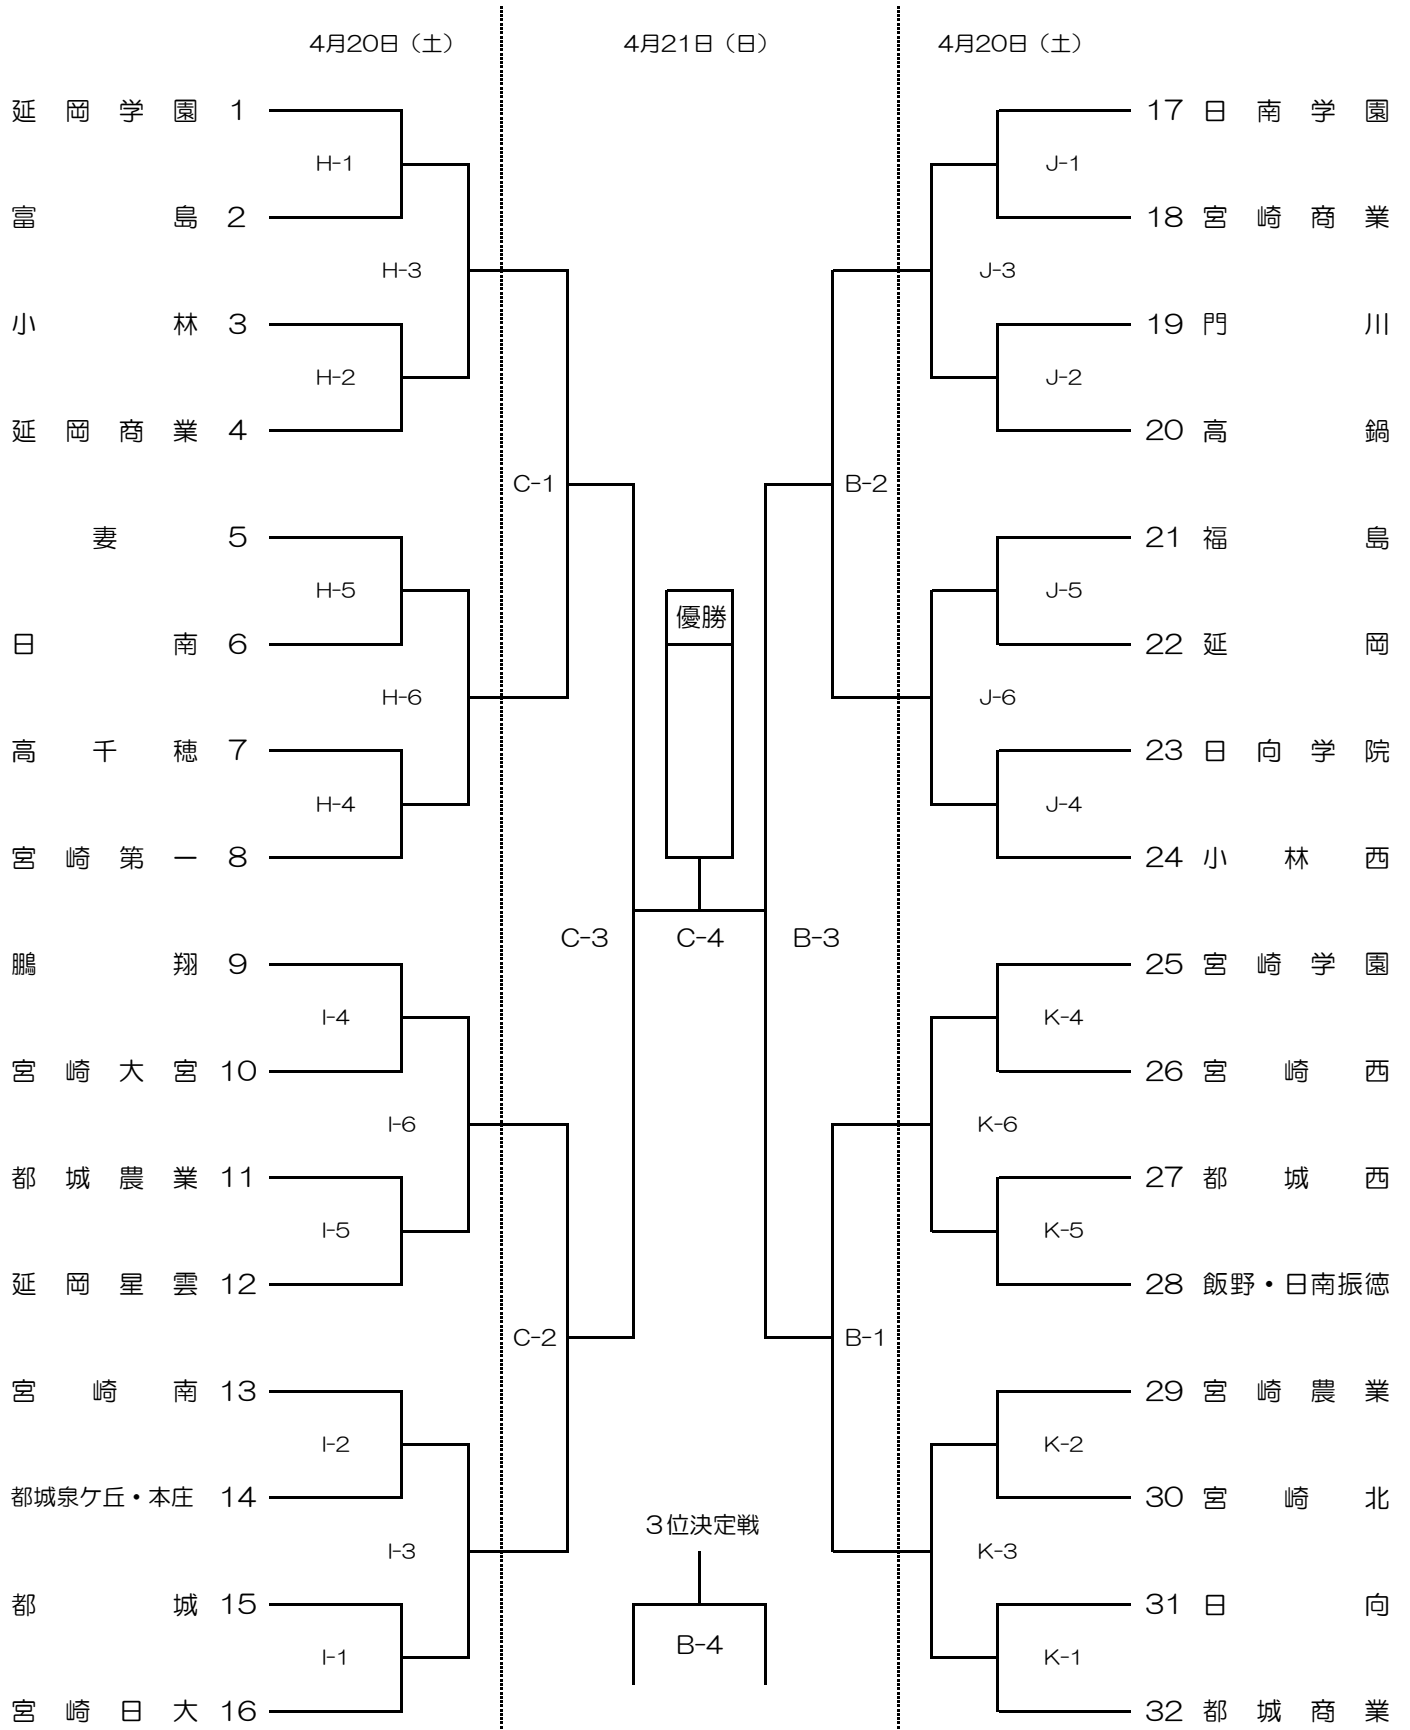 4月20日（土） 4月21日（日） 4月20日（土）
延岡学園 1 17 日南学園
H-1 J-1
富島 2 18 宮崎商業
H-3 J-3
小林 3 19 門川
H-2 J-2
延岡商業 4 20 高鍋
C-1 B-2
妻 5 21 福島
H-5 J-5
優勝
日南 6 22 延岡
H-6 J-6
高千穂 7 23 日向学院
H-4 J-4
宮崎第一 8 24 小林西
C-3 C-4 B-3
鵬翔 9 25 宮崎学園
I-4 K-4
宮崎大宮 10 26 宮崎西
I-6 K-6
都城農業 11 27 都城西
I-5 K-5
延岡星雲 12 28 飯野・日南振徳
C-2 B-1
宮崎南 13 29 宮崎農業
I-2 K-2
都城泉ケ丘・本庄 14 30 宮崎北
３位決定戦
I-3 K-3
都城 15 31 日向
B-4
I-1 K-1
宮崎日大 16 32 都城商業